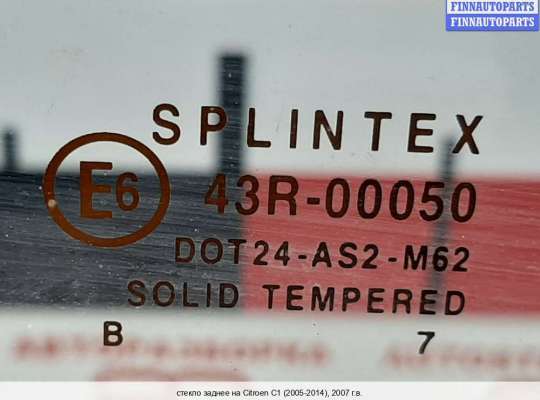 FINNAUTOPARTS
FINNAUTOPARTS
SPLINTEX
E6 43R-00050
DOT24-AS2-M62
SOLID TEMPERED
B 7
стекло заднее на Citroen C1 (2005-2014), 2007 г.в.